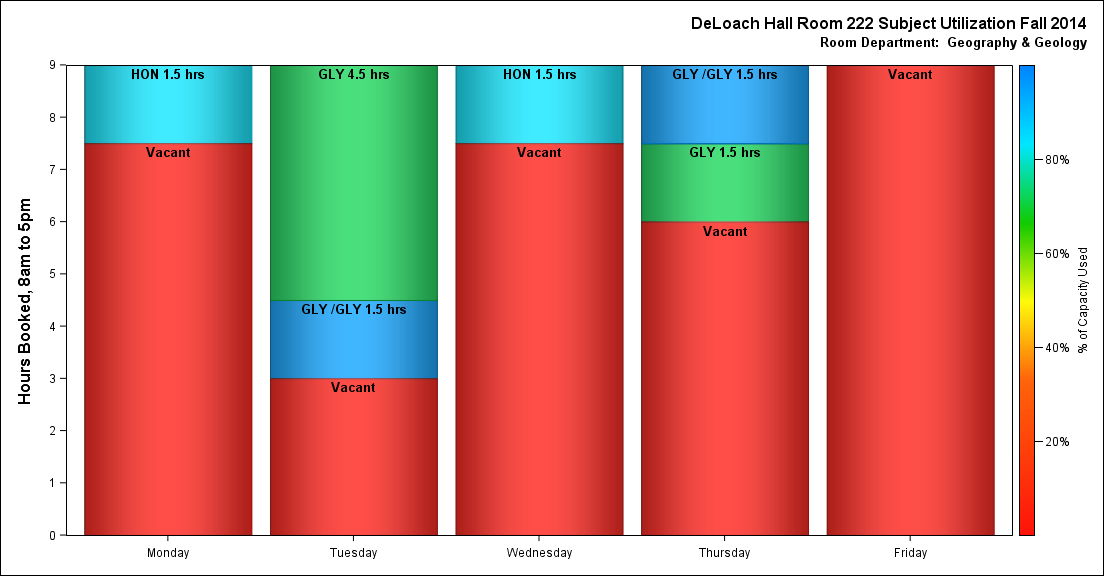 DeLoach Hall Room 222 Subject Utilization Fall 2014
Room Department:  Geography & Geology
Hours Booked, 8am to 5pm
9
8
7
6
5
4
3
2
1
0
HON 1.5 hrs
Vacant
GLY 4.5 hrs
GLY /GLY 1.5 hrs
Vacant
HON 1.5 hrs
Vacant
GLY /GLY 1.5 hrs
GLY 1.5 hrs
Vacant
Vacant
Monday
Tuesday
Wednesday
Thursday
Friday
80%
60%
40%
20%
% of Capacity Used